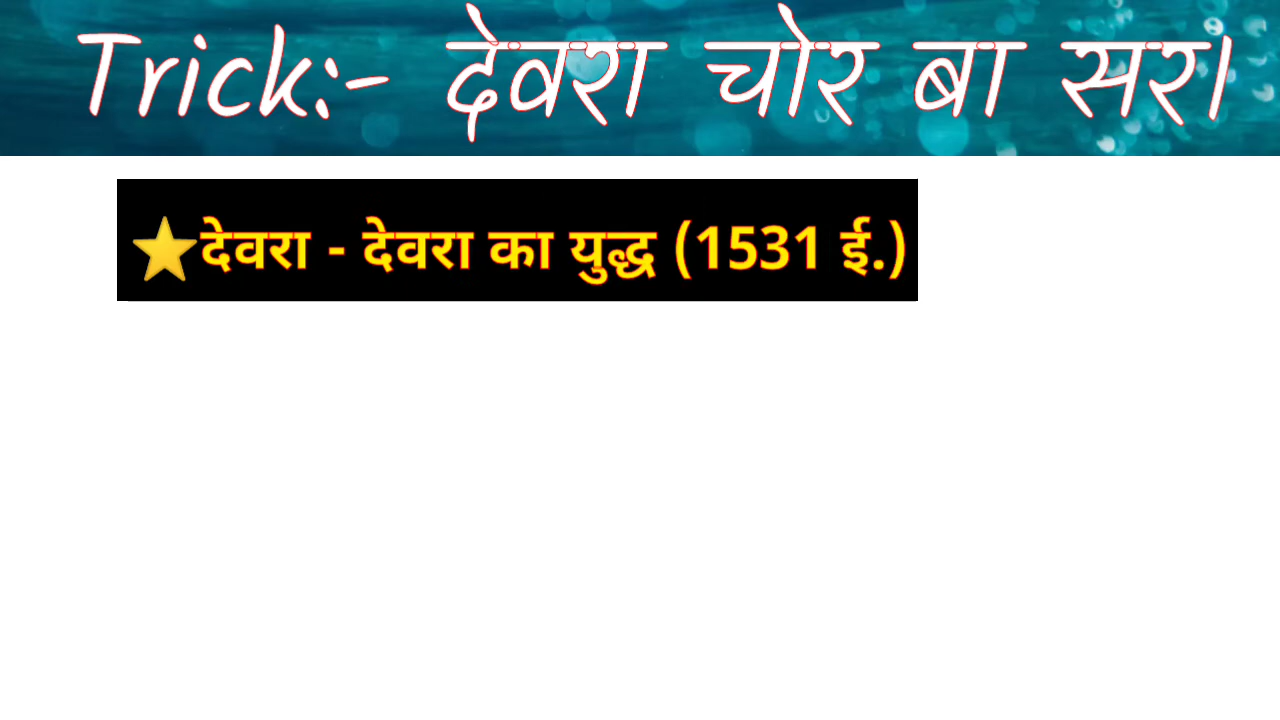 Trick:- देवरा चोर बा सर।
⭐देवरा - देवरा का युद्ध (1531 ई.)